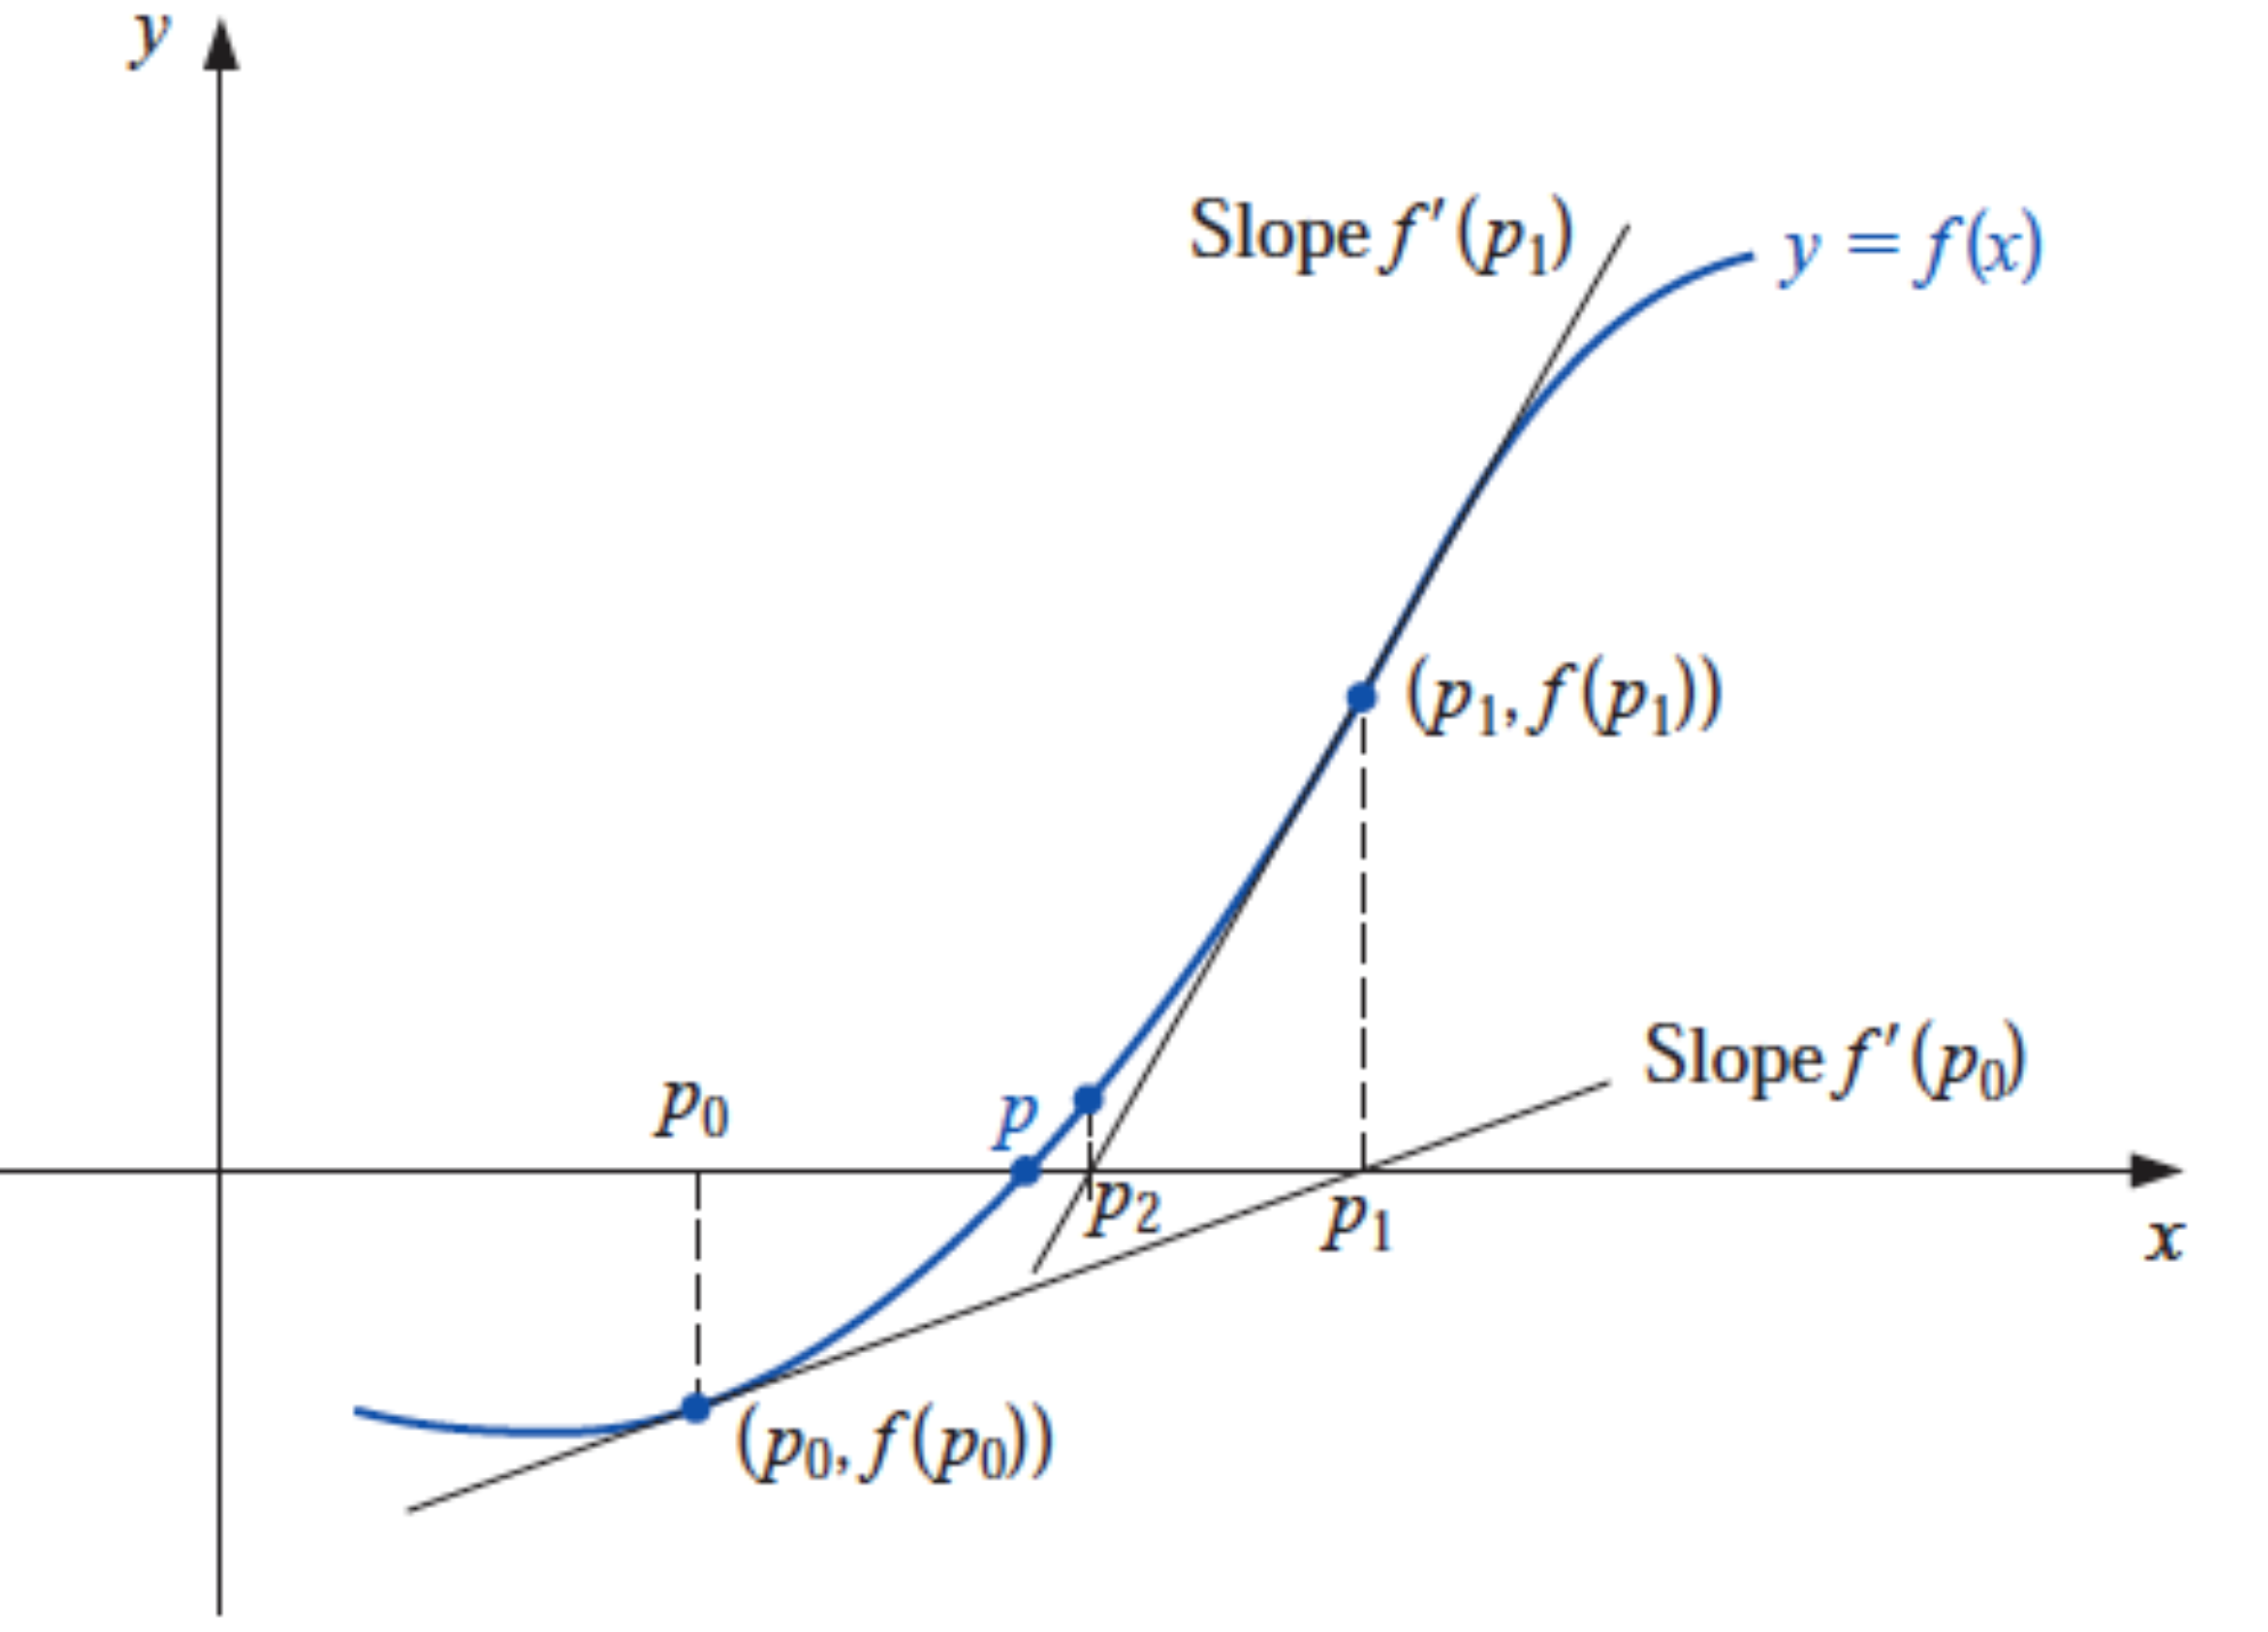 y
Slope f′(p₁)
y = f(x)
(p₁, f(p₁))
Slope f′(p₀)
p₀
p
p₂
p₁
x
(p₀, f(p₀))